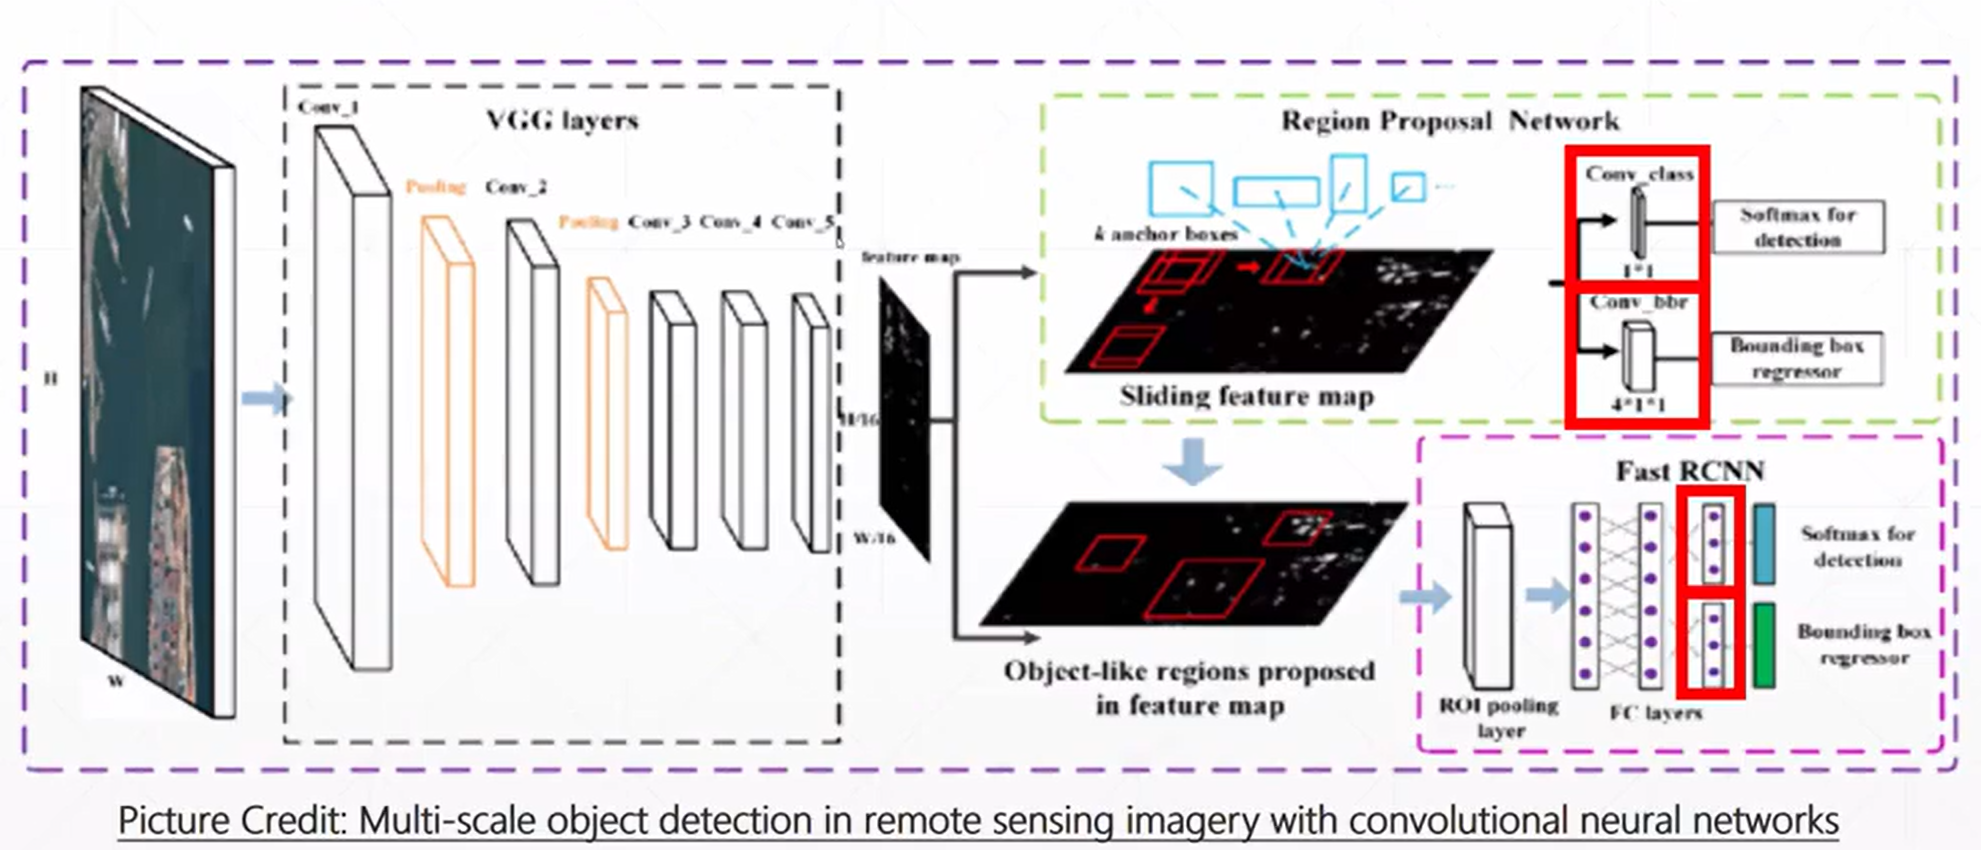 Conv_1
VGG layers
Pooling
Conv_2
Pooling
Conv_3
Conv_4
Conv_5
H
W
feature map
H/16
W/16
Region Proposal Network
k anchor boxes
...
Sliding feature map
Conv_class
1*1
Softmax for
detection
Conv_bbr
4*1*1
Bounding box
regressor
Object-like regions proposed
in feature map
Fast RCNN
ROI pooling
layer
FC layers
Softmax for
detection
Bounding box
regressor
Picture Credit: Multi-scale object detection in remote sensing imagery with convolutional neural networks